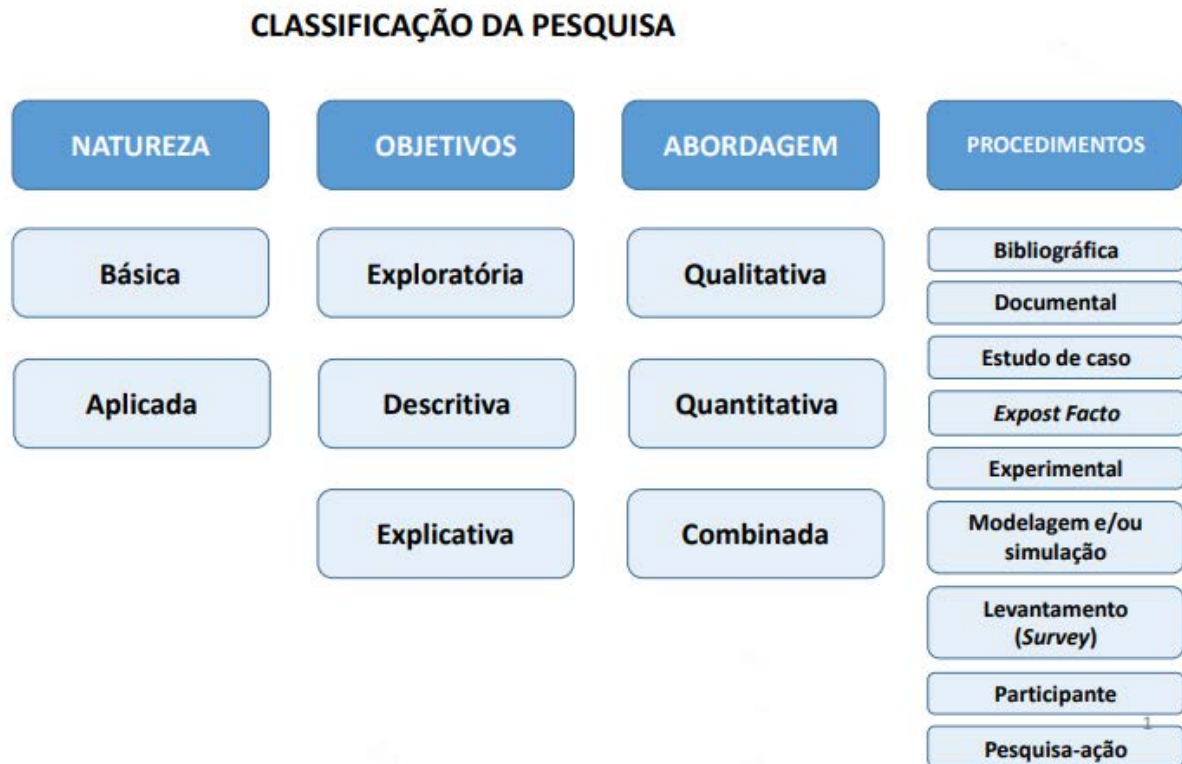 CLASSIFICAÇÃO DA PESQUISA
NATUREZA
Básica
Aplicada
OBJETIVOS
Exploratória
Descritiva
Explicativa
ABORDAGEM
Qualitativa
Quantitativa
Combinada
PROCEDIMENTOS
Bibliográfica
Documental
Estudo de caso
Expost Facto
Experimental
Modelagem e/ou
simulação
Levantamento
(Survey)
Participante
1
Pesquisa-ação